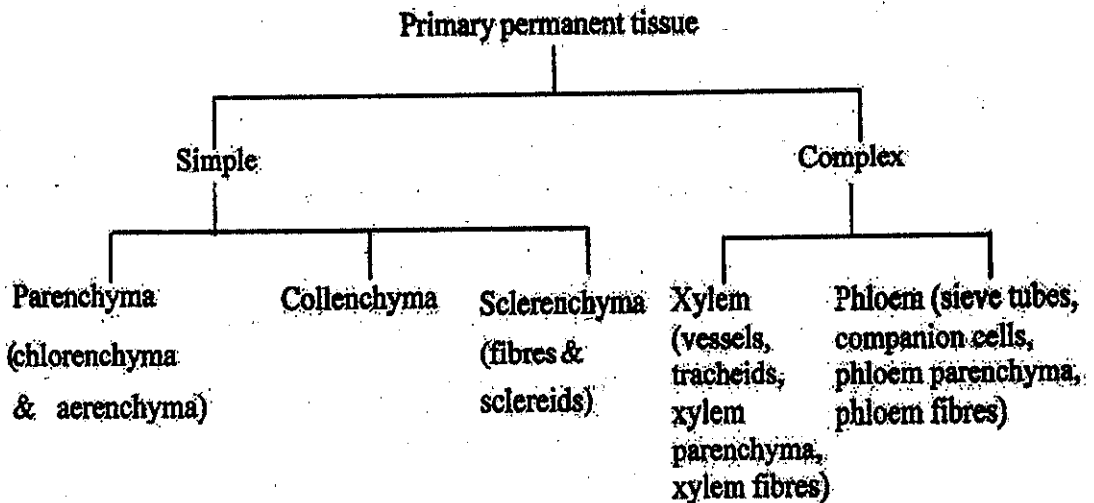 Primary permanent tissue
Simple
Complex
Parenchyma
(chlorenchyma
& aerenchyma)
Collenchyma
Sclerenchyma
(fibres &
sclereids)
Xylem
(vessels,
tracheids,
xylem
parenchyma,
xylem fibres)
Phloem (sieve tubes,
companion cells,
phloem parenchyma,
phloem fibres)